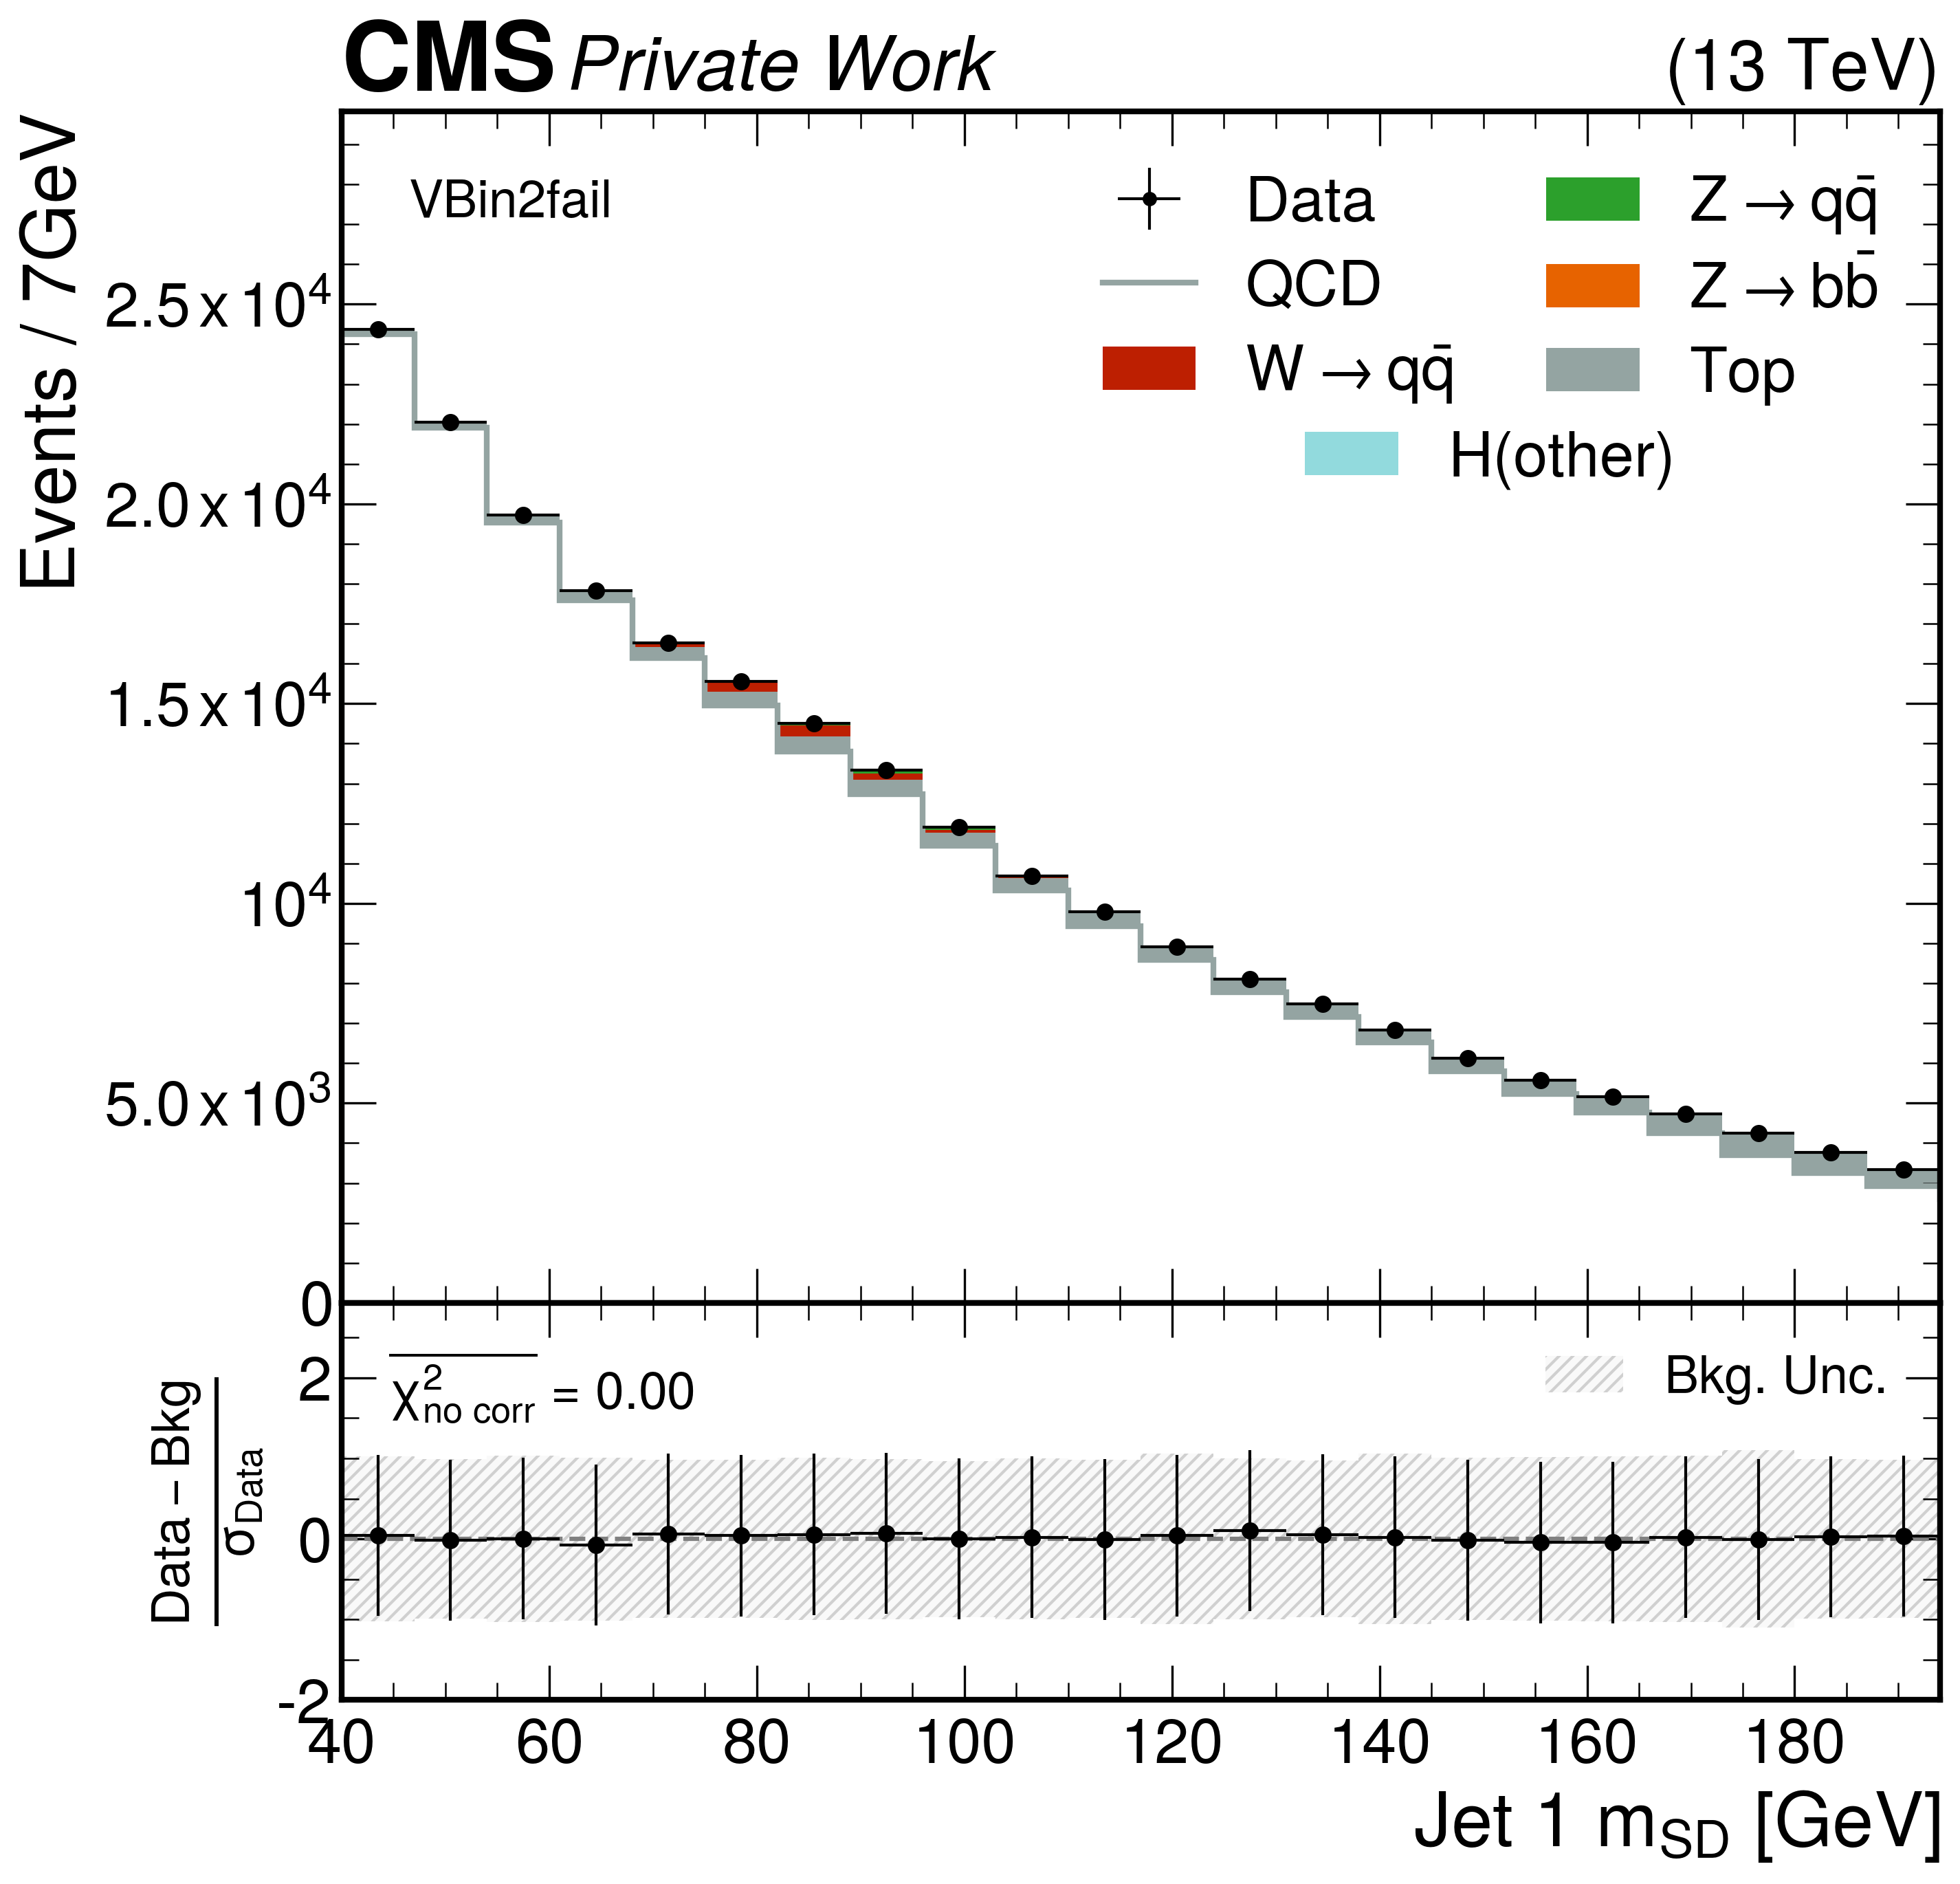 CMS Private Work (13 TeV)
Events / 7GeV
VBin2fail
Data
QCD
W → qq̄
Z → qq̄
Z → bb̄
Top
H(other)
2.5 x 10⁴
2.0 x 10⁴
1.5 x 10⁴
10⁴
5.0 x 10³
0
Data – Bkg
σ_Data
χ²_no corr = 0.00
Bkg. Unc.
2
0
-2
40 60 80 100 120 140 160 180
Jet 1 m_SD [GeV]